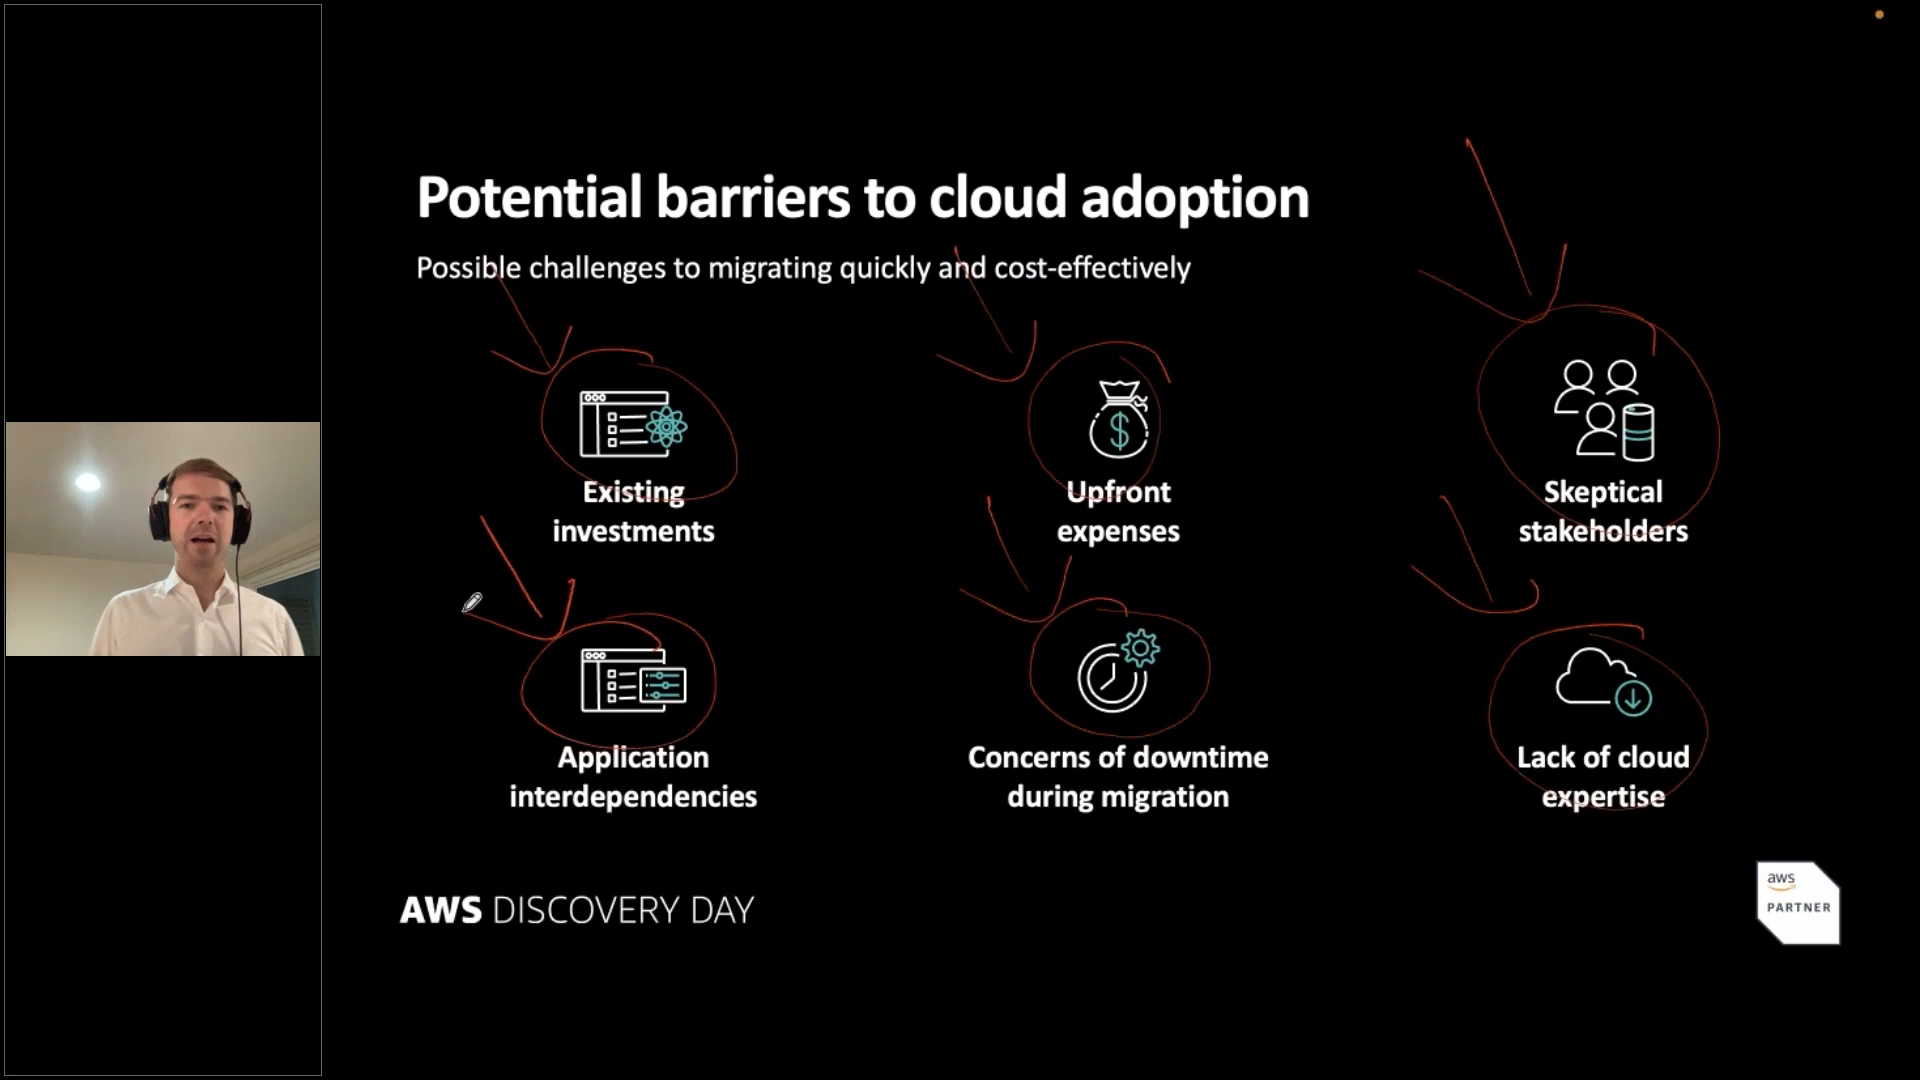 Potential barriers to cloud adoption
Possible challenges to migrating quickly and cost-effectively
Existing
investments
Upfront
expenses
Skeptical
stakeholders
Application
interdependencies
Concerns of downtime
during migration
Lack of cloud
expertise
AWS DISCOVERY DAY
aws
PARTNER